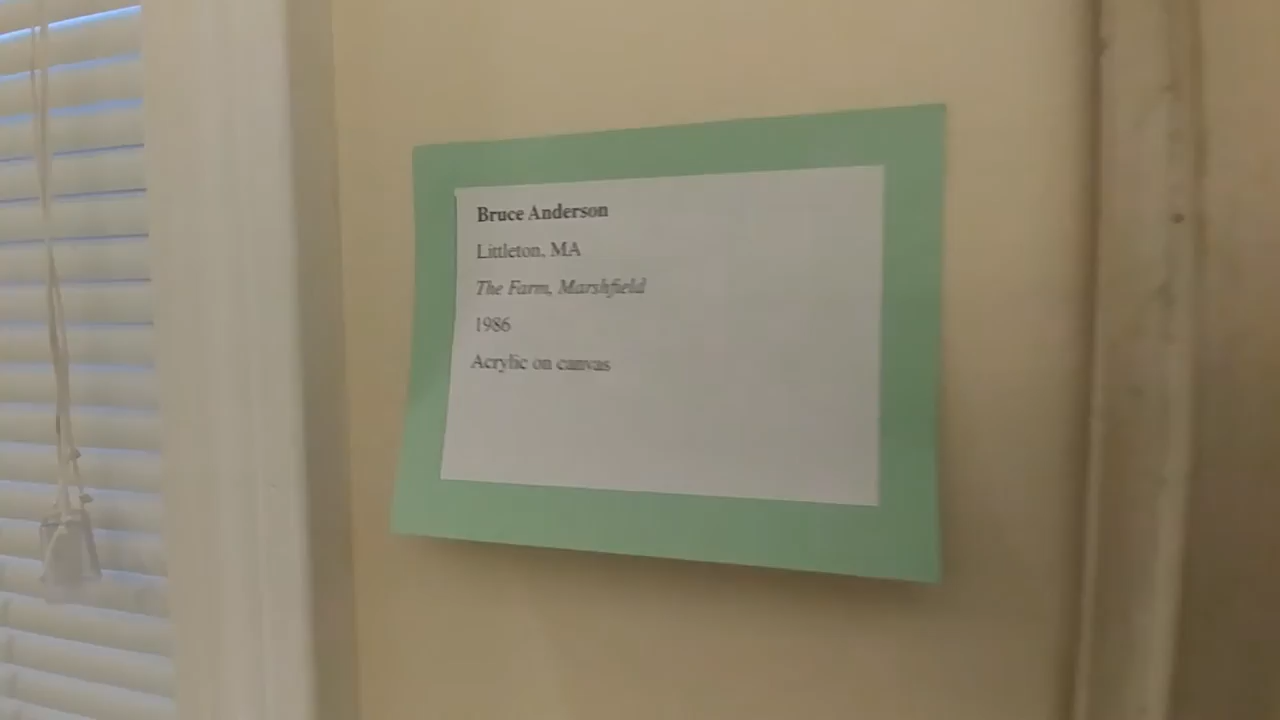 Bruce Anderson
Littleton, MA
The Farm, Marshfield
1986
Acrylic on canvas